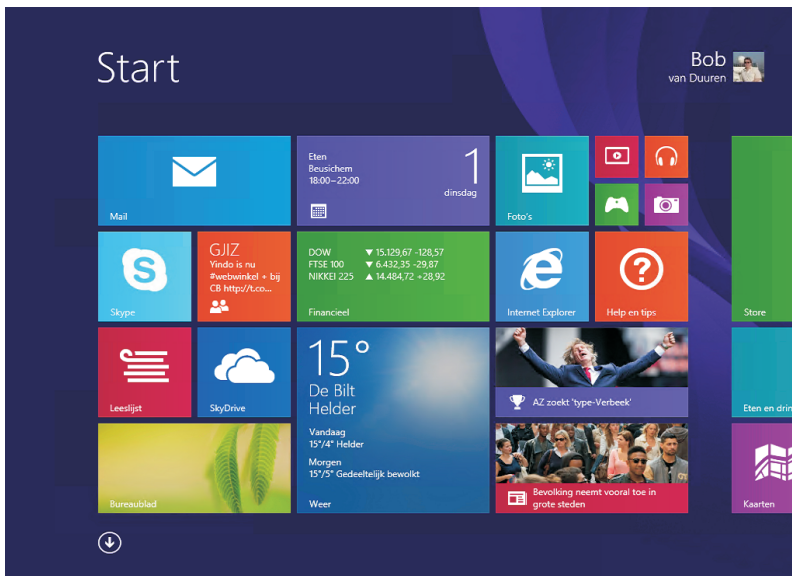 Start
Bob
van Duuren
Mail
Eten
Beusichem
18:00–22:00
1
dinsdag
Foto's
Skype
GJIZ
Yindo is nu
#webwinkel + bij
CB http://t.co...
DOW ▼ 15.129,67 -128,57
FTSE 100 ▼ 6.432,35 -29,87
NIKKEI 225 ▲ 14.484,72 +28,92
Financieel
Internet Explorer
Help en tips
Store
Leeslijst
SkyDrive
15°
De Bilt
Helder
Vandaag
15°/4° Helder
Morgen
15°/5° Gedeeltelijk bewolkt
Weer
AZ zoekt 'type-Verbeek'
Eten en drin
Bureaublad
Bevolking neemt vooral toe in
grote steden
Kaarten